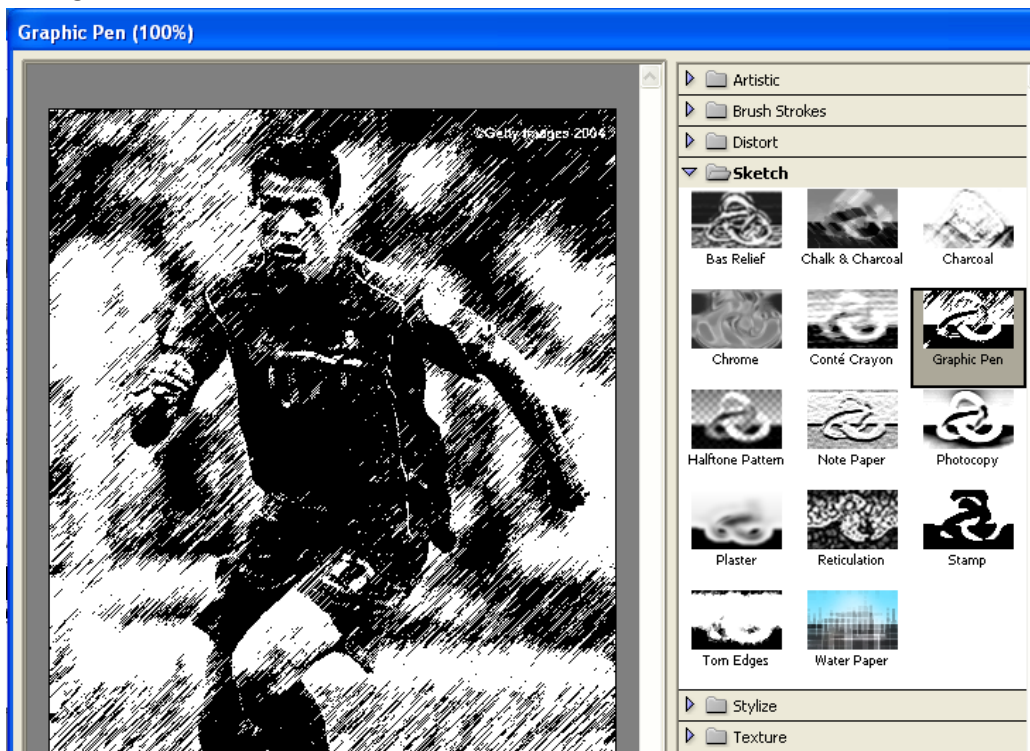 Graphic Pen (100%)
©Getty Images 2004
Artistic
Brush Strokes
Distort
Sketch
Bas Relief
Chalk & Charcoal
Charcoal
Chrome
Conté Crayon
Graphic Pen
Halftone Pattern
Note Paper
Photocopy
Plaster
Reticulation
Stamp
Torn Edges
Water Paper
Stylize
Texture